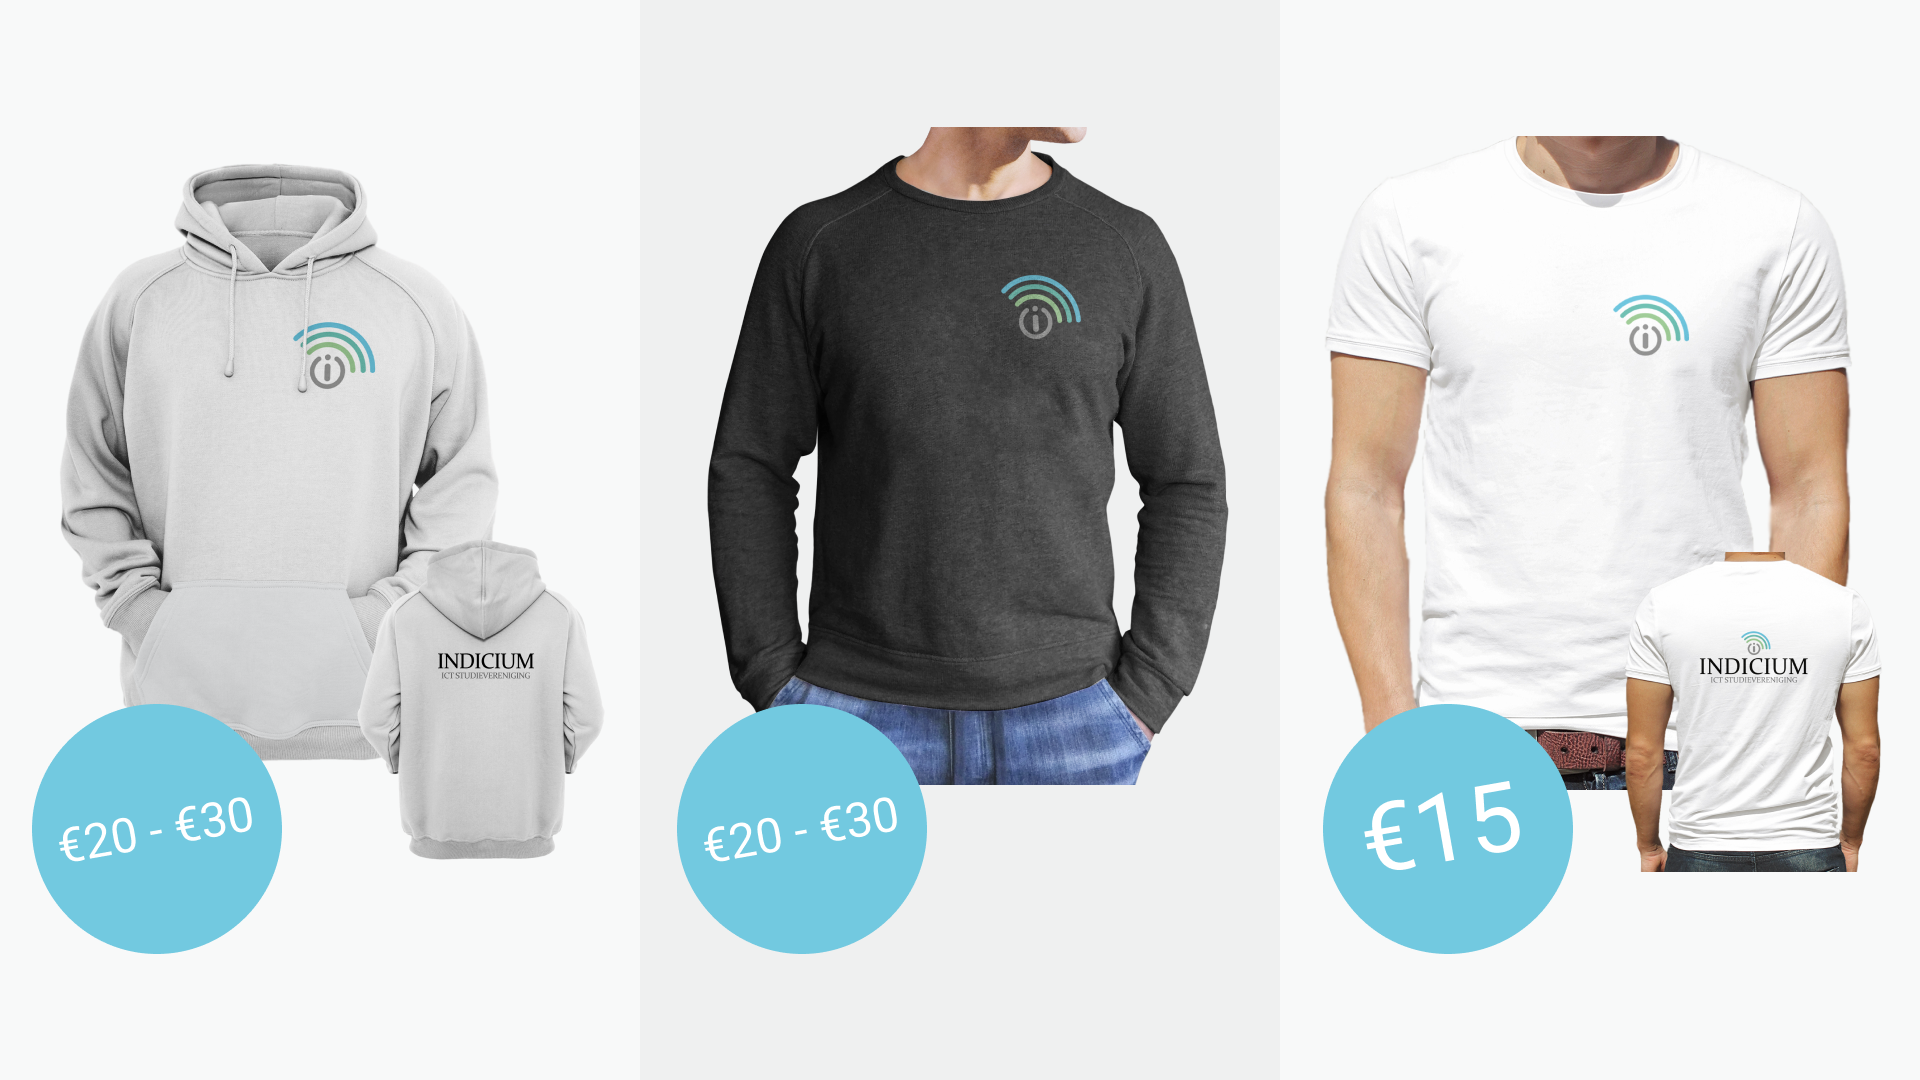 INDICIUM
ICT STUDIEVERENIGING
€20 - €30
€20 - €30
INDICIUM
ICT STUDIEVERENIGING
€15